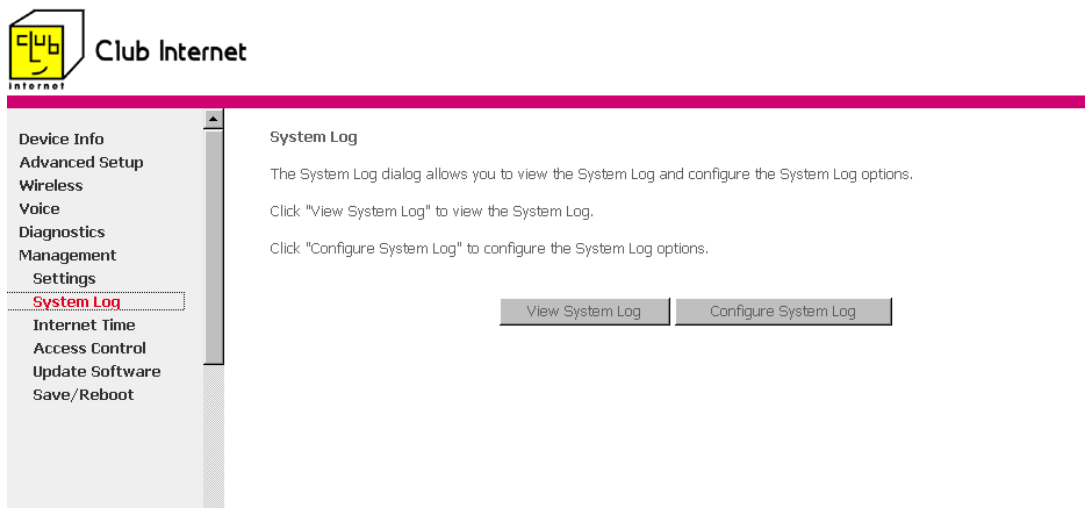 club
internet
Club Internet
Device Info
Advanced Setup
Wireless
Voice
Diagnostics
Management
Settings
System Log
Internet Time
Access Control
Update Software
Save/Reboot
System Log
The System Log dialog allows you to view the System Log and configure the System Log options.
Click "View System Log" to view the System Log.
Click "Configure System Log" to configure the System Log options.
View System Log
Configure System Log